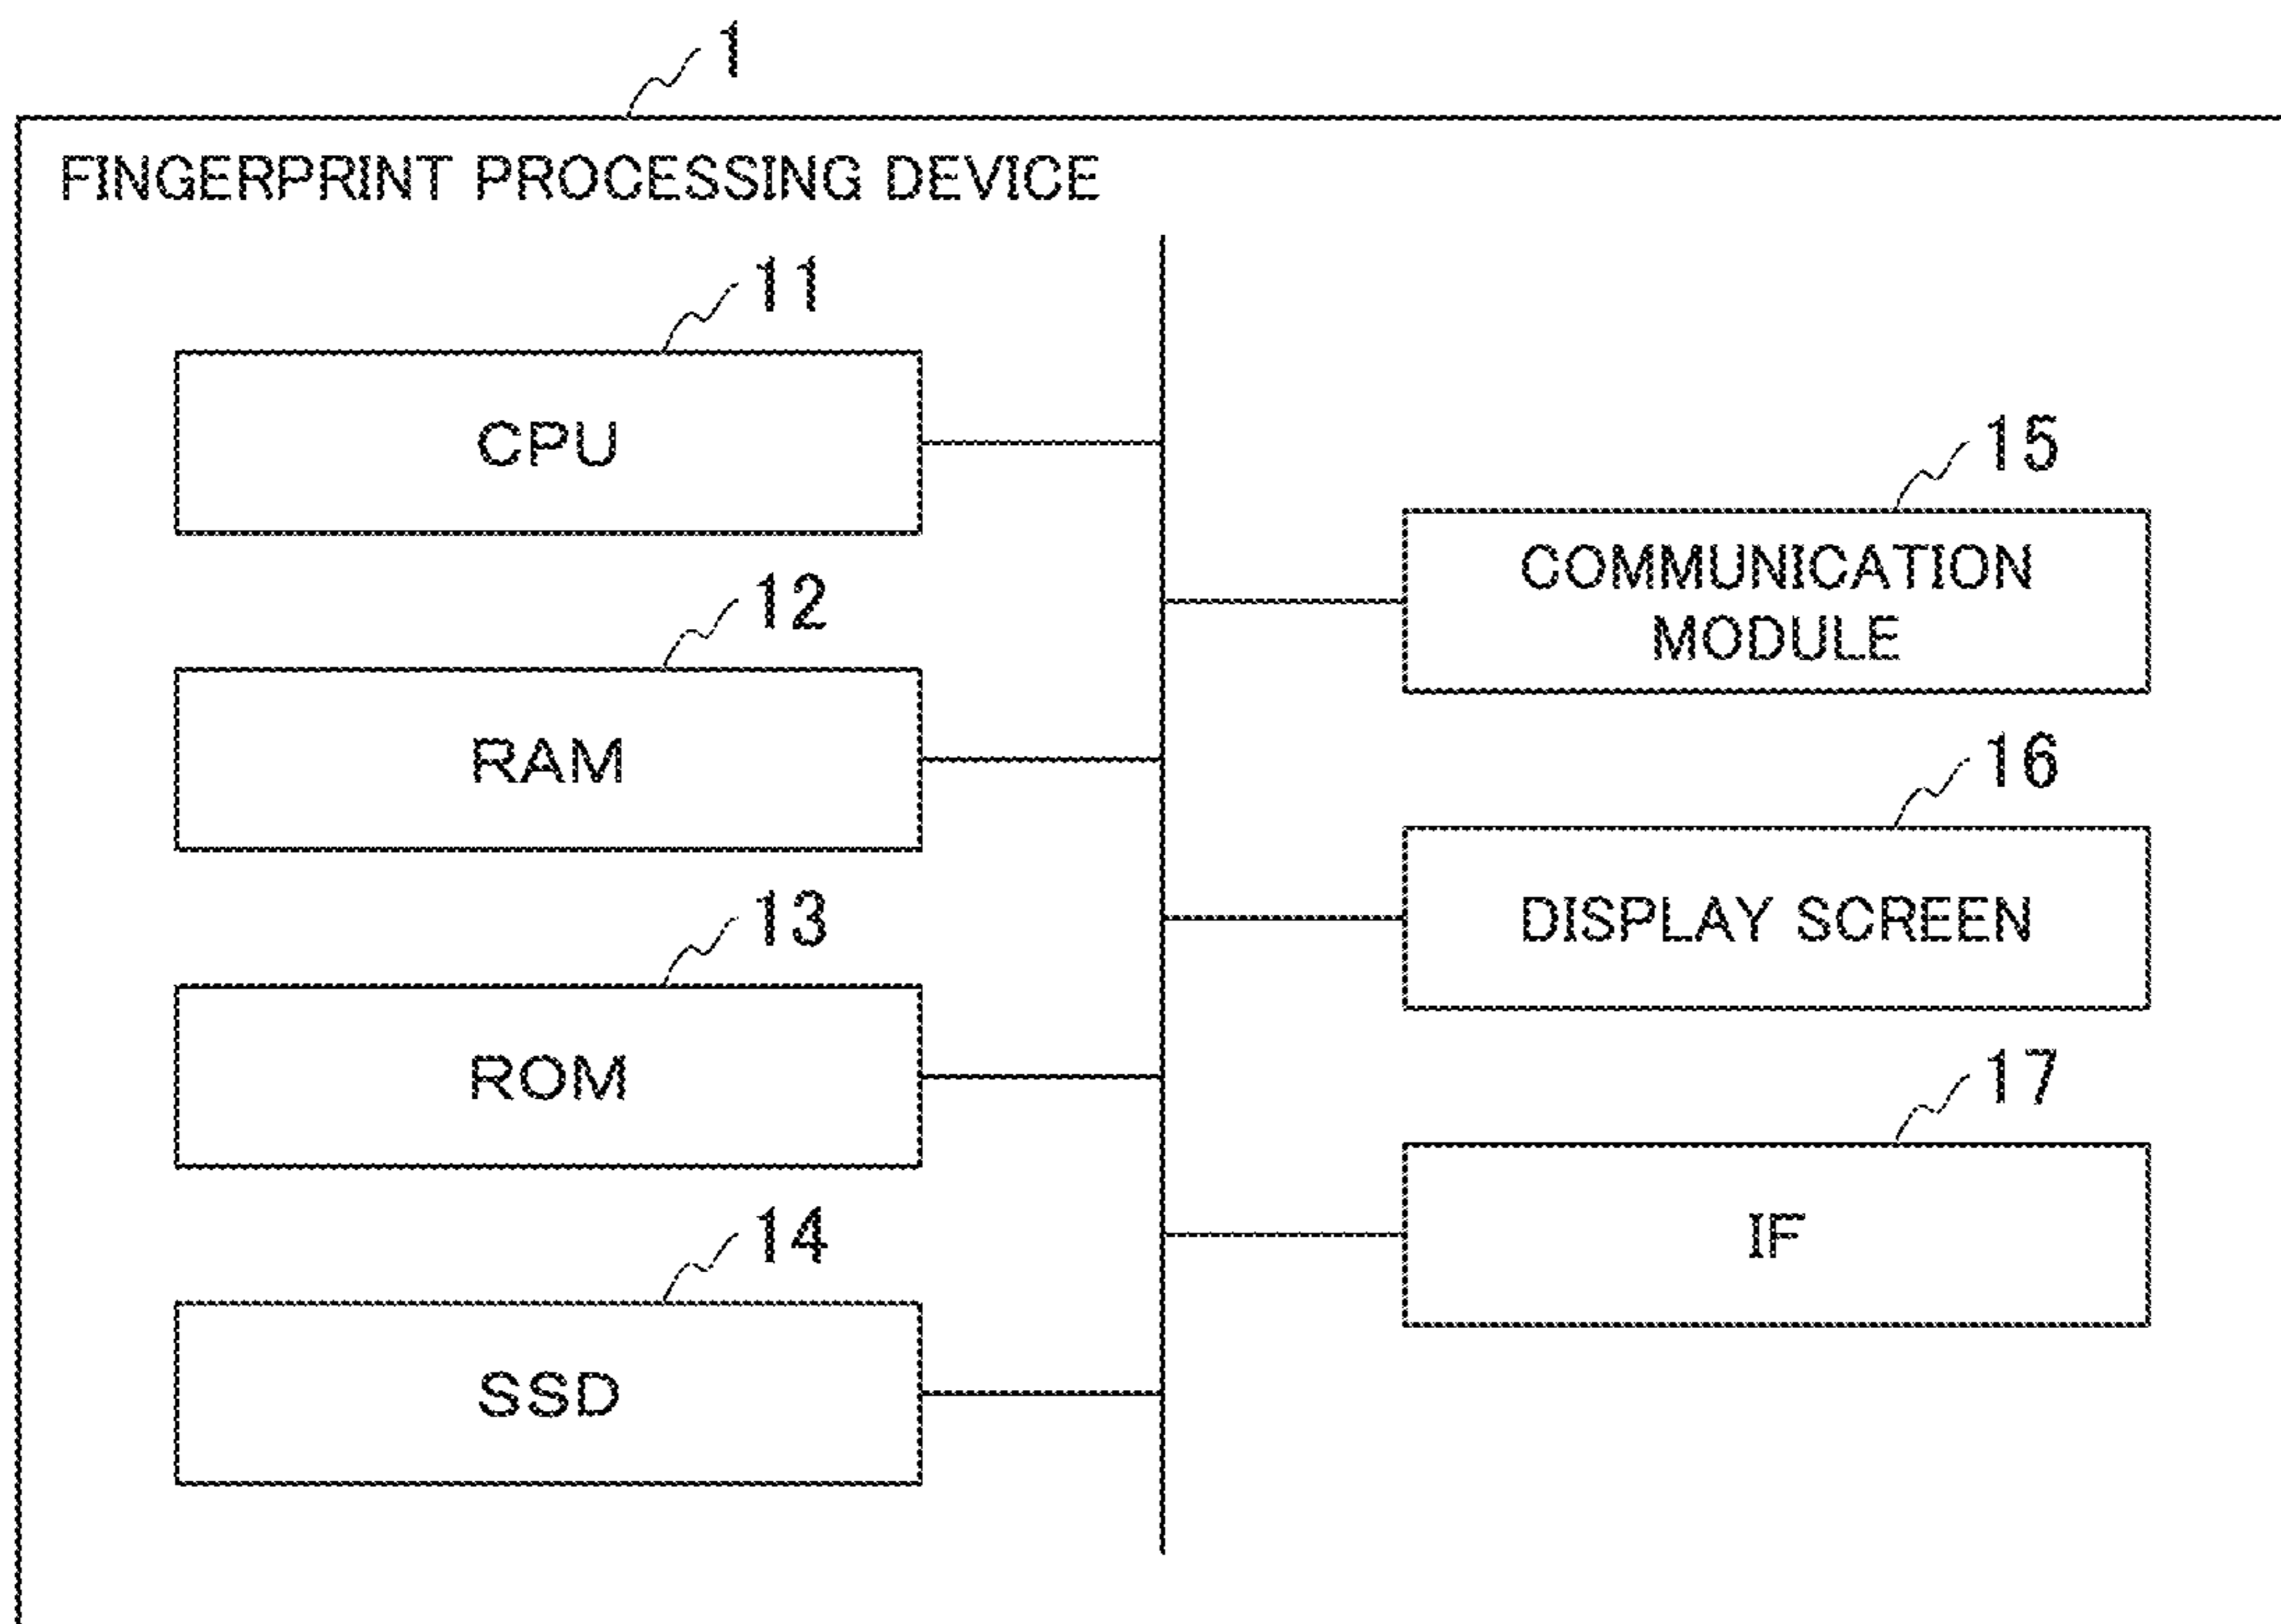 1
FINGERPRINT PROCESSING DEVICE
11
CPU
12
RAM
13
ROM
14
SSD
15
COMMUNICATION
MODULE
16
DISPLAY SCREEN
17
IF